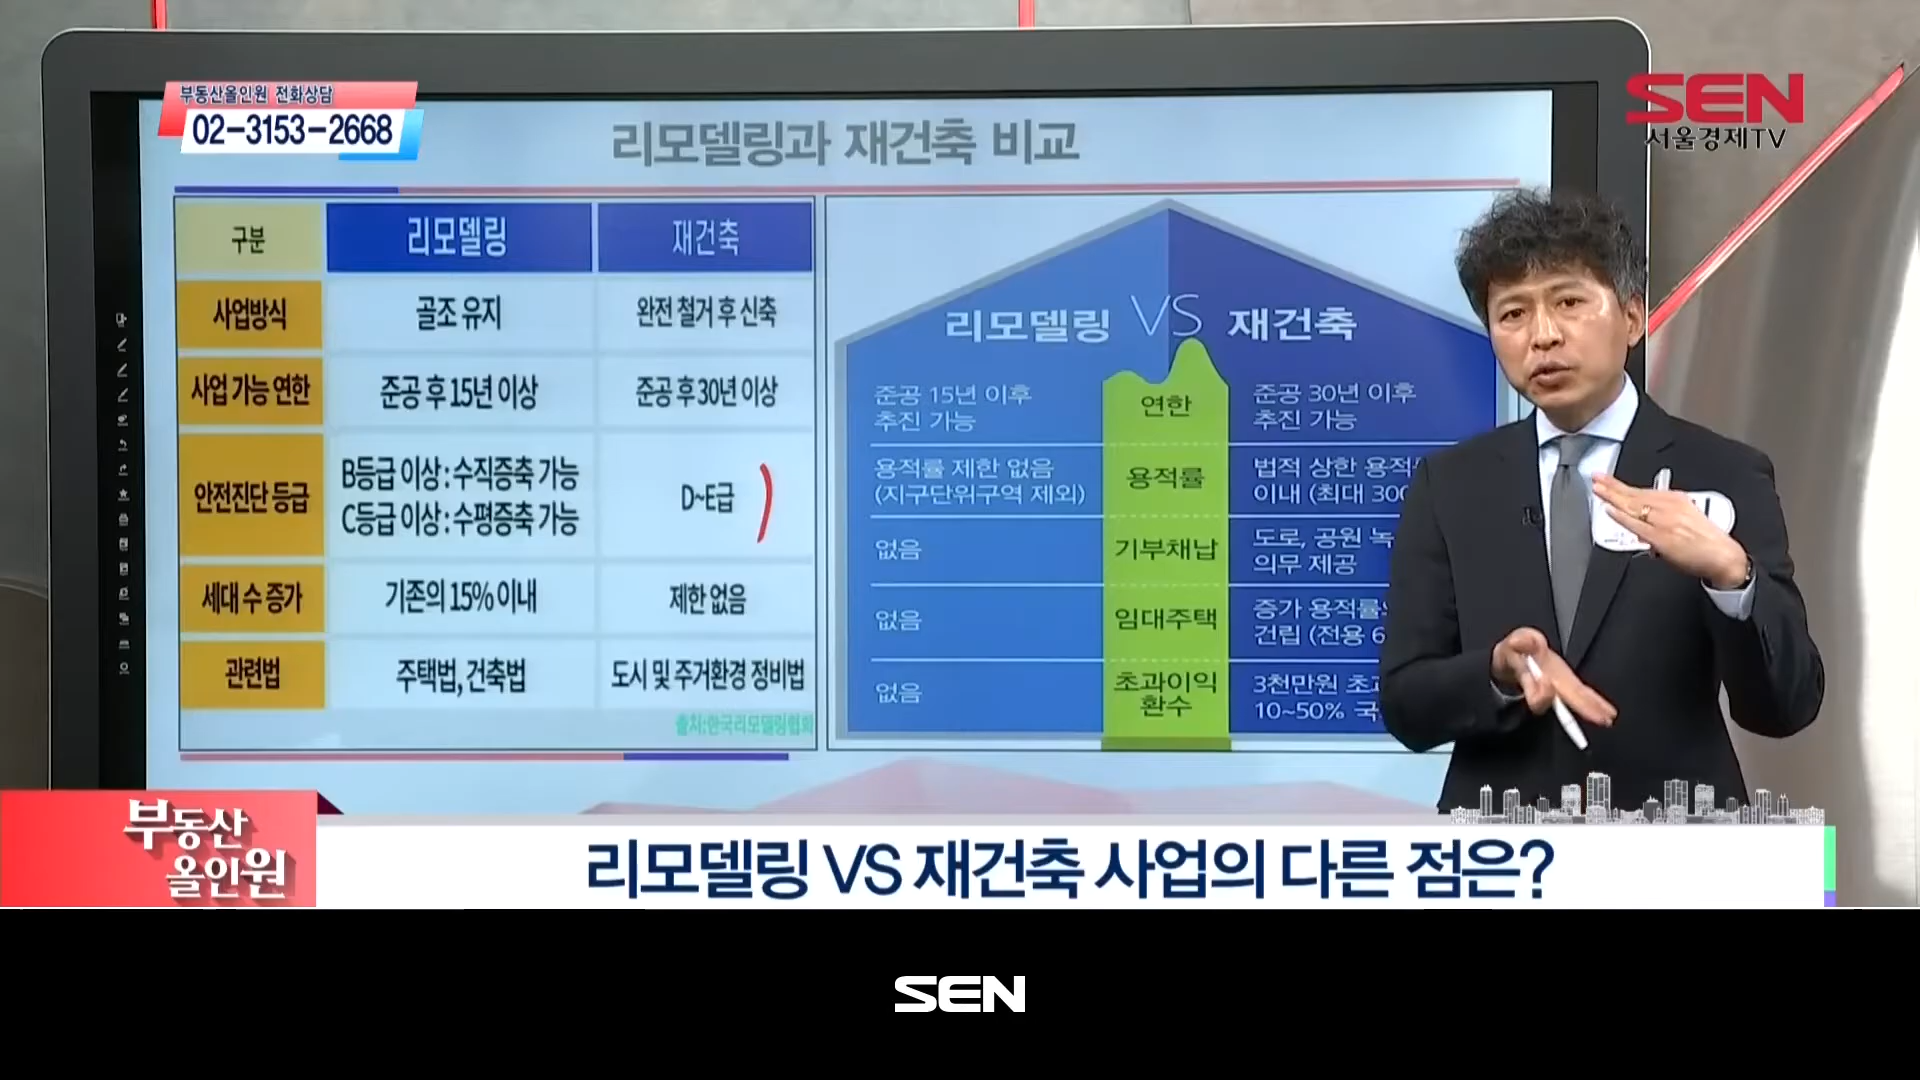 부동산올인원 전화상담
02-3153-2668
SEN
서울경제TV
리모델링과 재건축 비교
구분 리모델링 재건축
사업방식 골조 유지 완전 철거 후 신축
사업 가능 연한 준공 후 15년 이상 준공 후 30년 이상
안전진단 등급 B등급 이상 : 수직증축 가능
C등급 이상 : 수평증축 가능
D~E급
세대 수 증가 기존의 15% 이내 제한 없음
관련법 주택법, 건축법 도시 및 주거환경 정비법
출처:한국리모델링협회
리모델링 VS 재건축
준공 15년 이후
추진 가능
연한
준공 30년 이후
추진 가능
용적률 제한 없음
(지구단위구역 제외)
용적률
법적 상한
이내 (최대
없음
기부채납
도로, 공원
의무 제공
없음
임대주택
증가
건립 (전용
없음
초과이익
환수
3천만원
10~50%
부동산
올인원
리모델링 VS 재건축 사업의 다른 점은?
SEN